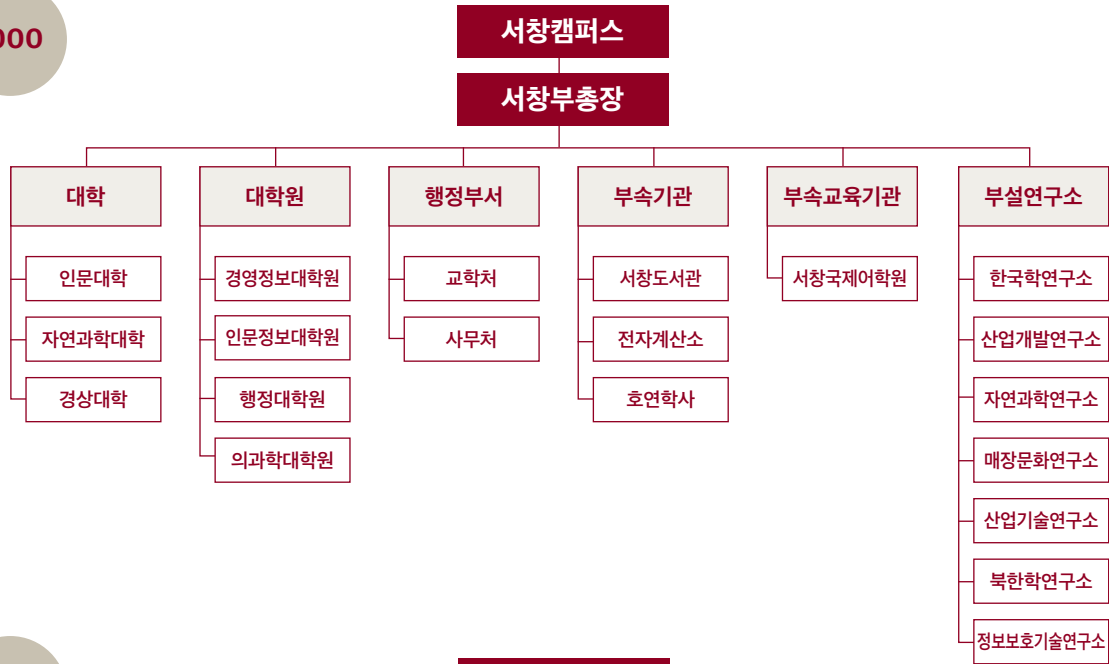 000
서창캠퍼스
서창부총장
대학
인문대학
자연과학대학
경상대학
대학원
경영정보대학원
인문정보대학원
행정대학원
의과학대학원
행정부서
교학처
사무처
부속기관
서창도서관
전자계산소
호연학사
부속교육기관
서창국제어학원
부설연구소
한국학연구소
산업개발연구소
자연과학연구소
매장문화연구소
산업기술연구소
북한학연구소
정보보호기술연구소